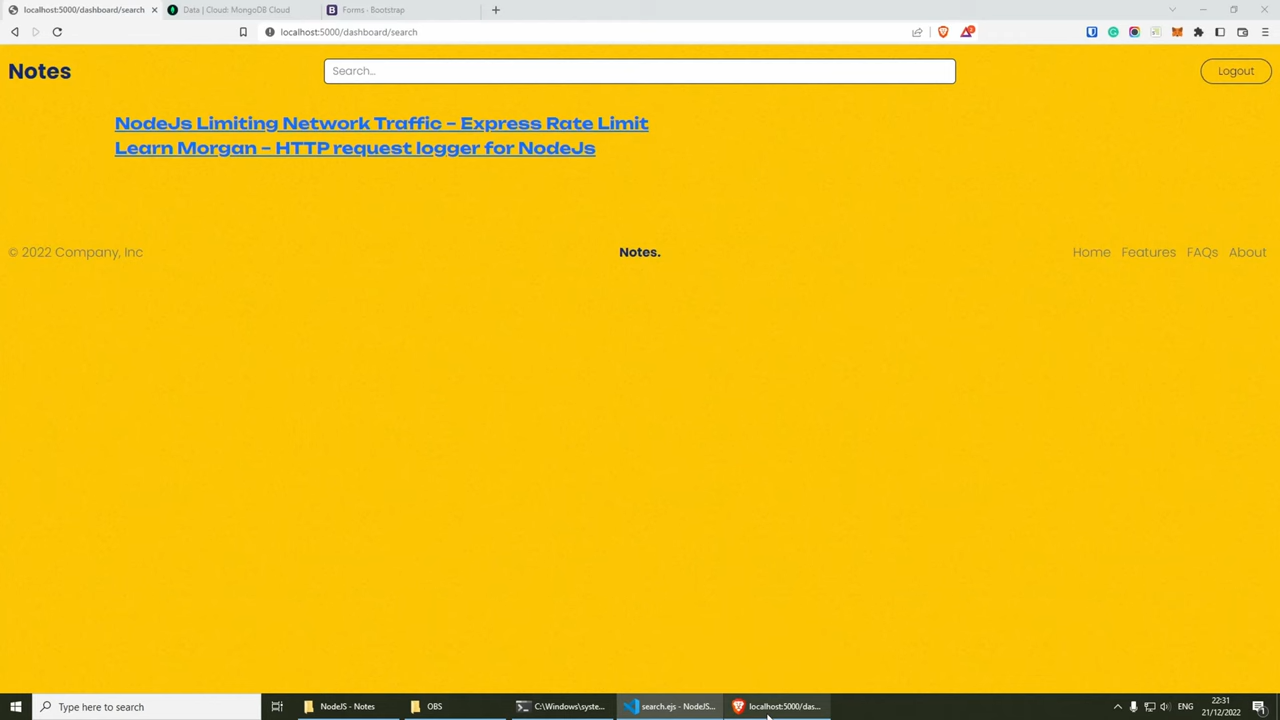 localhost:5000/dashboard/search
Data | Cloud: MongoDB Cloud
Forms · Bootstrap
localhost:5000/dashboard/search
Notes
Search...
Logout
NodeJs Limiting Network Traffic – Express Rate Limit
Learn Morgan – HTTP request logger for NodeJs
© 2022 Company, Inc
Notes.
Home
Features
FAQs
About
Type here to search
NodeJS - Notes
OBS
C:\Windows\syste...
search.ejs - NodeJS...
localhost:5000/das...
ENG
22:31
21/12/2022